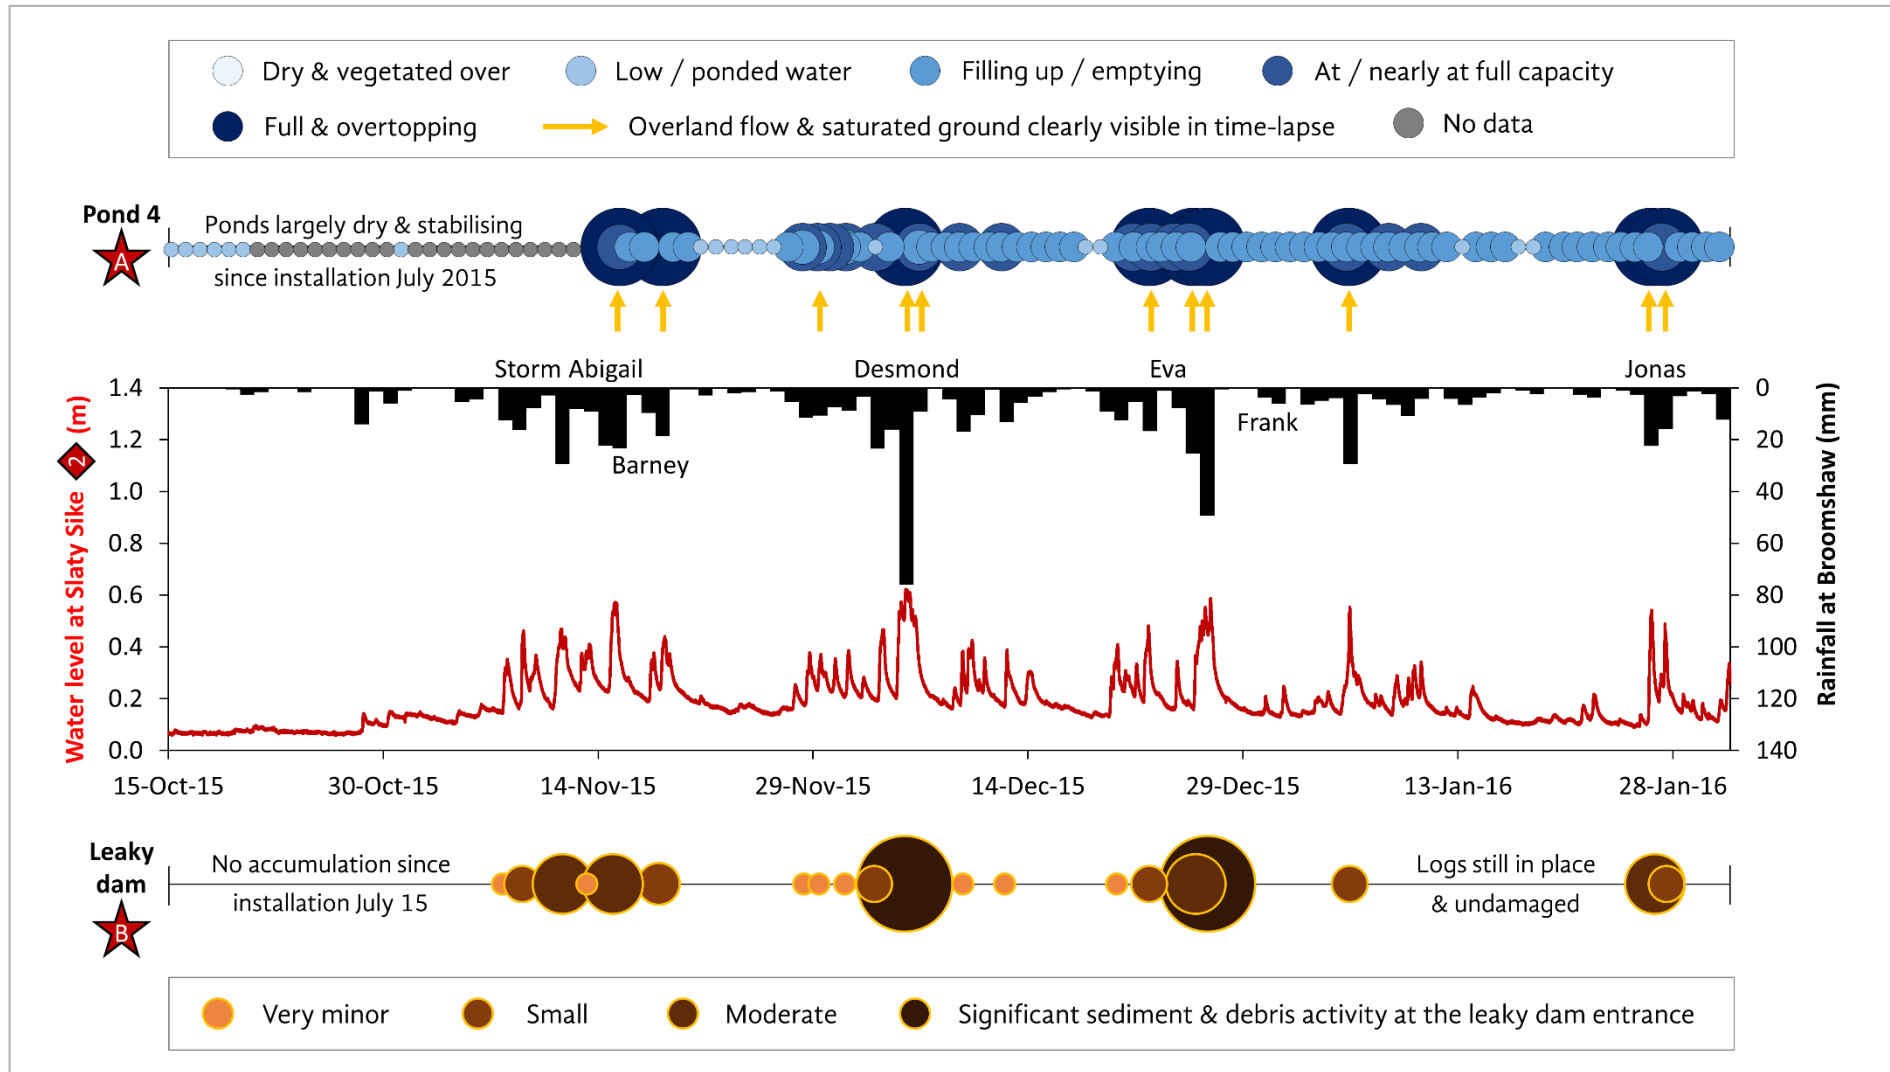 Dry & vegetated over
Low / ponded water
Filling up / emptying
At / nearly at full capacity
Full & overtopping
Overland flow & saturated ground clearly visible in time-lapse
No data
Pond 4
A
Ponds largely dry & stabilising
since installation July 2015
Storm Abigail
Desmond
Eva
Jonas
Barney
Frank
Water level at Slaty Sike 2 (m)
1.4
1.2
1.0
0.8
0.6
0.4
0.2
0.0
0
20
40
60
80
100
120
140
Rainfall at Broomshaw (mm)
15-Oct-15
30-Oct-15
14-Nov-15
29-Nov-15
14-Dec-15
29-Dec-15
13-Jan-16
28-Jan-16
Leaky
dam
B
No accumulation since
installation July 15
Logs still in place
& undamaged
Very minor
Small
Moderate
Significant sediment & debris activity at the leaky dam entrance